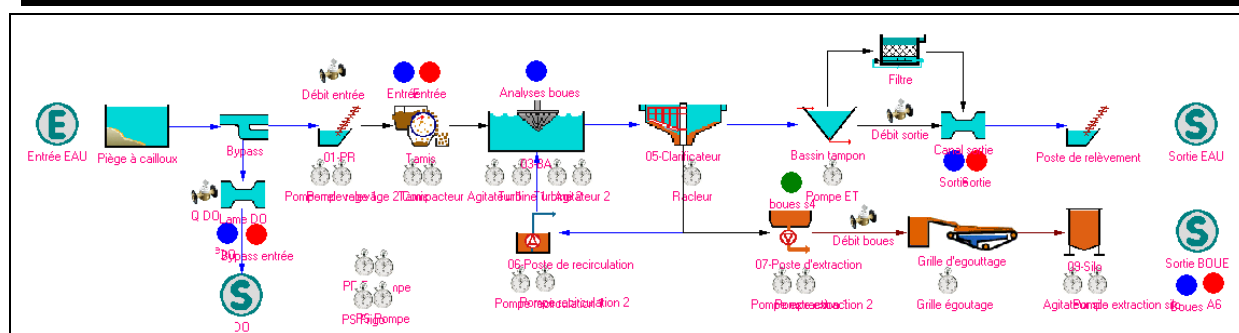 Filtre
Débit entrée
Entrée
Entrée
Analyses boues
Débit sortie
E
Entrée EAU
Piège à cailloux
Bypass
01-PR
Tamis
03-BA
05-Clarificateur
Bassin tampon
Canal sortie
Poste de relèvement
S
Sortie EAU
Agitateur 2
Racleur
Pompe ET
Sortie
Sortie
Q DO
Lame DO
Bypass entrée
boues s4
Débit boues
06-Poste de recirculation
07-Poste d'extraction
Grille d'egouttage
09-Silo
S
Sortie BOUE
Grille égoutage
Boues
A6
S
DO